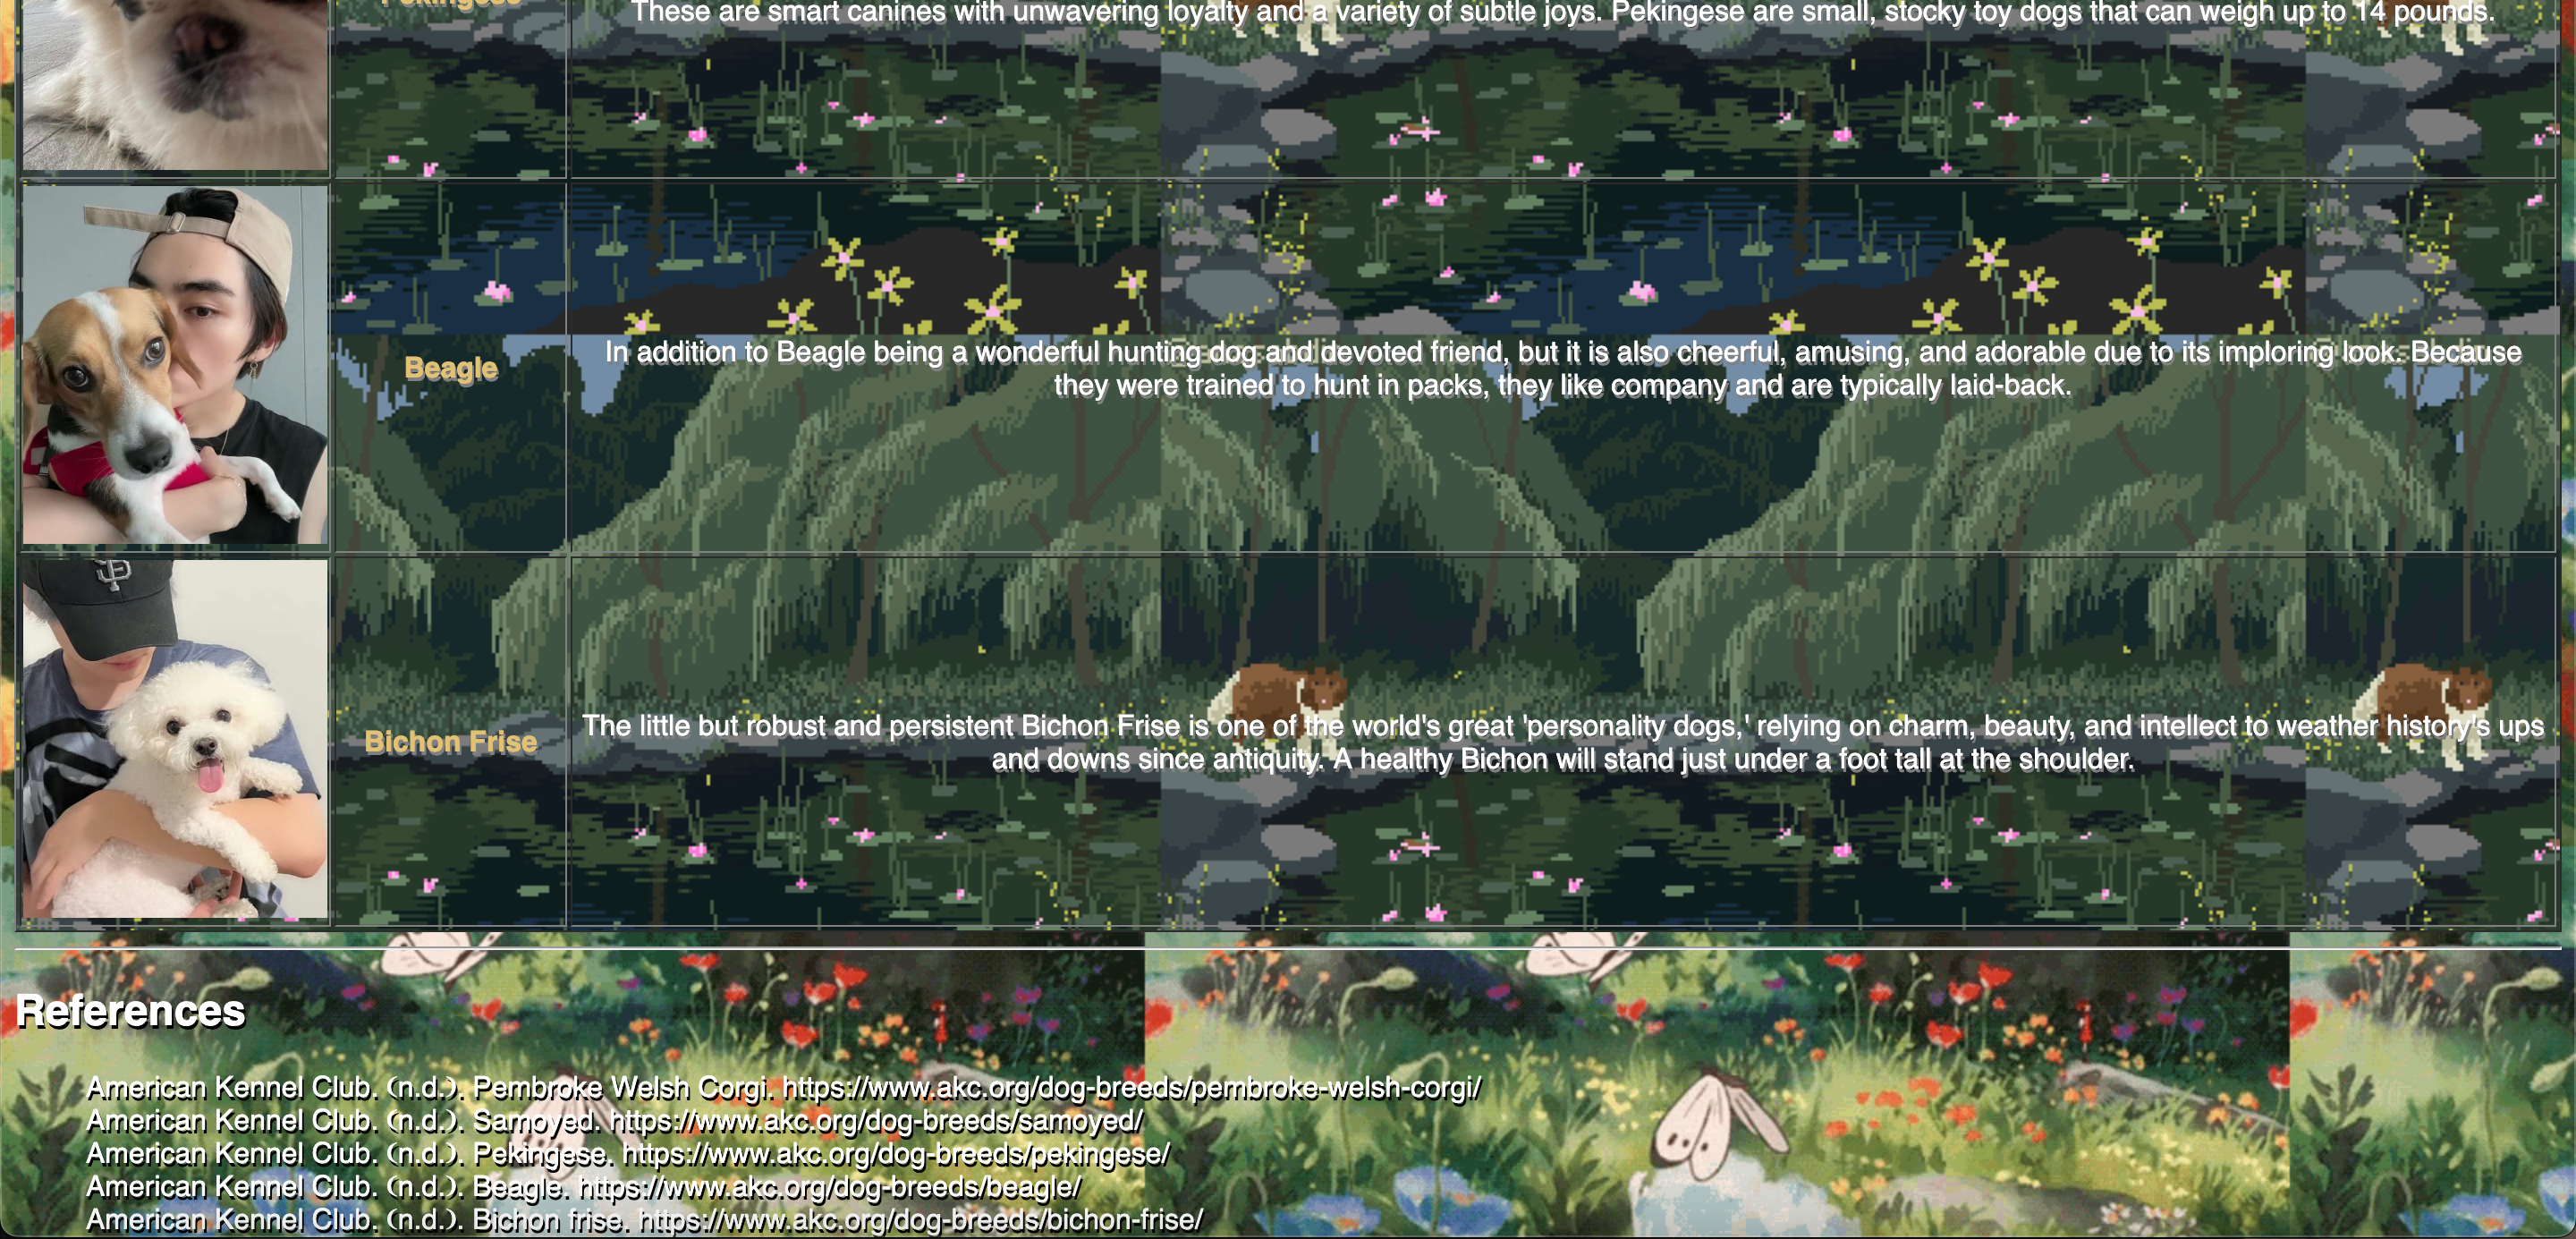 Pekingese
These are smart canines with unwavering loyalty and a variety of subtle joys. Pekingese are small, stocky toy dogs that can weigh up to 14 pounds.
Beagle
In addition to Beagle being a wonderful hunting dog and devoted friend, but it is also cheerful, amusing, and adorable due to its imploring look. Because
they were trained to hunt in packs, they like company and are typically laid-back.
SF
Bichon Frise
The little but robust and persistent Bichon Frise is one of the world's great 'personality dogs,' relying on charm, beauty, and intellect to weather history's ups
and downs since antiquity. A healthy Bichon will stand just under a foot tall at the shoulder.
References
American Kennel Club. (n.d.). Pembroke Welsh Corgi. https://www.akc.org/dog-breeds/pembroke-welsh-corgi/
American Kennel Club. (n.d.). Samoyed. https://www.akc.org/dog-breeds/samoyed/
American Kennel Club. (n.d.). Pekingese. https://www.akc.org/dog-breeds/pekingese/
American Kennel Club. (n.d.). Beagle. https://www.akc.org/dog-breeds/beagle/
American Kennel Club. (n.d.). Bichon frise. https://www.akc.org/dog-breeds/bichon-frise/